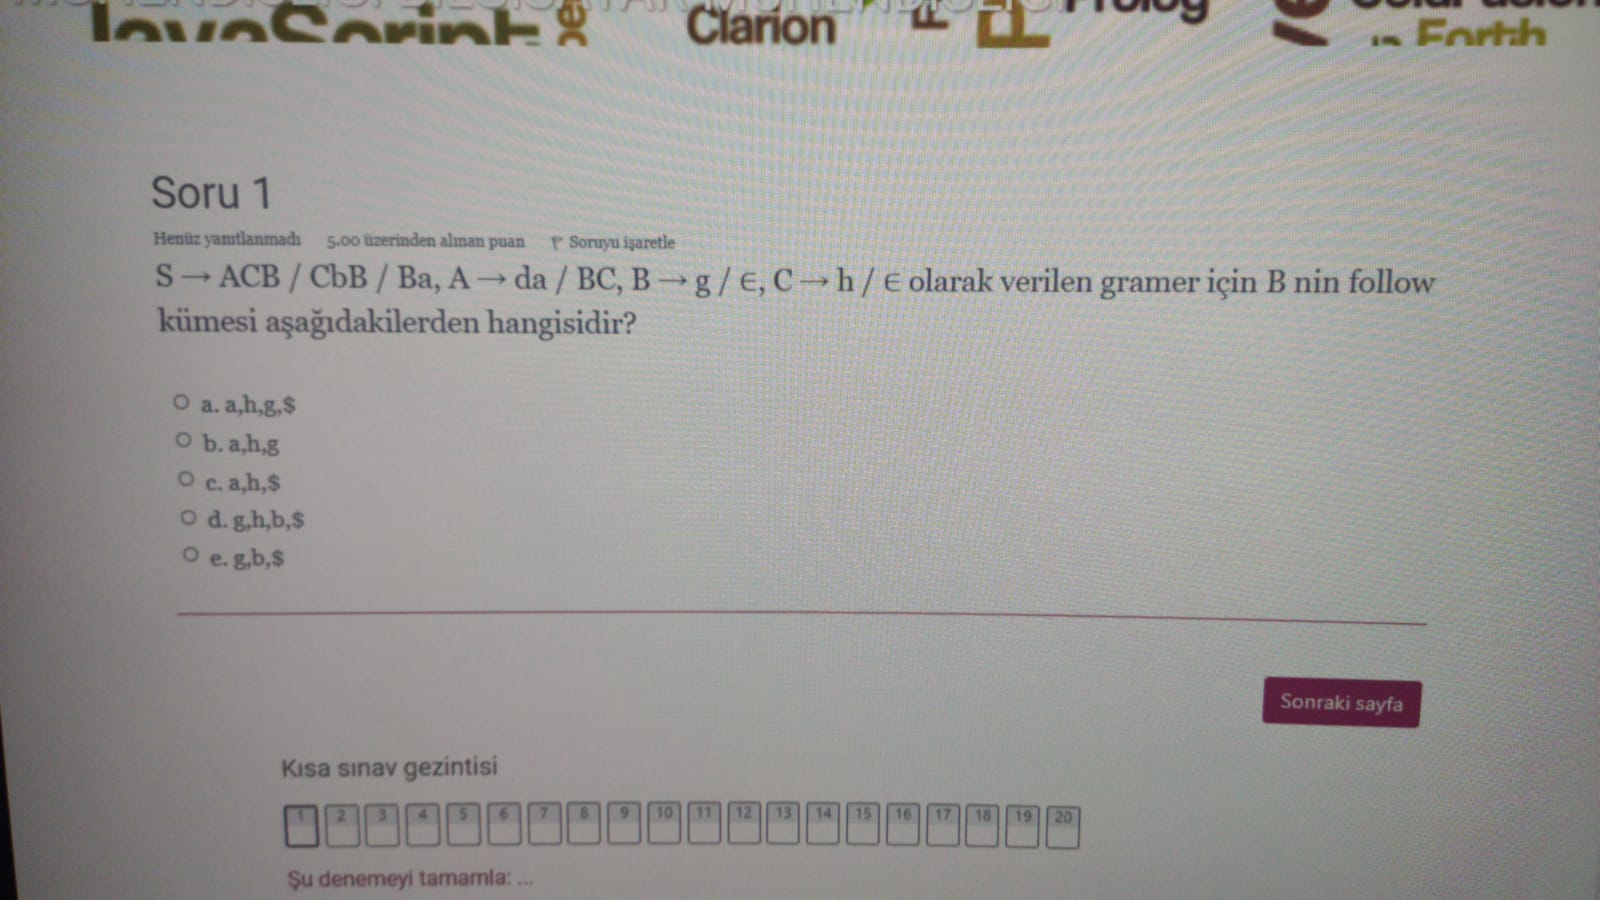 Clarion
Forth
Soru 1
Henüz yanıtlanmadı 5,00 üzerinden alınan puan Soruyu işaretle
S → ACB / CbB / Ba, A → da / BC, B → g / ∈, C → h / ∈ olarak verilen gramer için B nin follow
kümesi aşağıdakilerden hangisidir?
a. a,h,g,$
b. a,h,g
c. a,h,$
d. g,h,b,$
e. g,b,$
Sonraki sayfa
Kısa sınav gezintisi
1 2 3 4 5 6 7 8 9 10 11 12 13 14 15 16 17 18 19 20
Şu denemeyi tamamla: ...